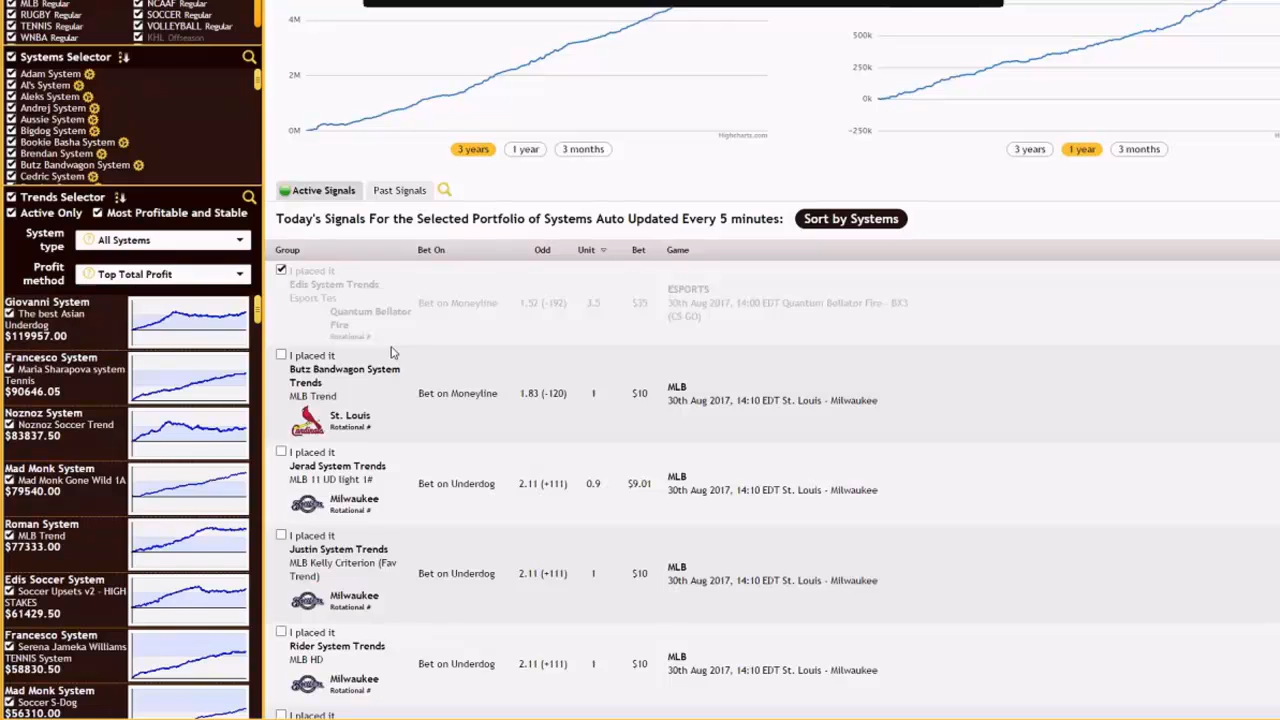 MLB Regular
NCAAF Regular
RUGBY Regular
SOCCER Regular
TENNIS Regular
VOLLEYBALL Regular
WNBA Regular
KHL Offseason
Systems Selector
Adam System
Al's System
Aleks System
Andrej System
Aussie System
Bigdog System
Bookie Basha System
Brendan System
Butz Bandwagon System
Cedric System
Trends Selector
Active Only
Most Profitable and Stable
System type
All Systems
Profit method
Top Total Profit
Giovanni System
The best Asian
Underdog
$119957.00
Francesco System
Maria Sharapova system
Tennis
$90646.05
Noznoz System
Noznoz Soccer Trend
$83837.50
Mad Monk System
Mad Monk Gone Wild 1A
$79540.00
Roman System
MLB Trend
$77333.00
Edis Soccer System
Soccer Upsets v2 - HIGH
STAKES
$61429.50
Francesco System
Serena Jameka Williams
TENNIS System
$58830.50
Mad Monk System
Soccer S-Dog
$56310.00
4M
2M
0M
Highcharts.com
3 years
1 year
3 months
500k
250k
0k
-250k
3 years
1 year
3 months
Active Signals
Past Signals
Today's Signals For the Selected Portfolio of Systems Auto Updated Every 5 minutes:
Sort by Systems
Group
Bet On
Odd
Unit
Bet
Game
I placed it
Edis System Trends
Esport Tes
Quantum Bellator
Fire
Rotational #
Bet on Moneyline
1.52 (-192)
3.5
$35
ESPORTS
30th Aug 2017, 14:00 EDT Quantum Bellator Fire - BX3
(CS GO)
I placed it
Butz Bandwagon System
Trends
MLB Trend
Cardinals
St. Louis
Rotational #
Bet on Moneyline
1.83 (-120)
1
$10
MLB
30th Aug 2017, 14:10 EDT St. Louis - Milwaukee
I placed it
Jerad System Trends
MLB 11 UD light 1#
Milwaukee
Rotational #
Bet on Underdog
2.11 (+111)
0.9
$9.01
MLB
30th Aug 2017, 14:10 EDT St. Louis - Milwaukee
I placed it
Justin System Trends
MLB Kelly Criterion (Fav
Trend)
Milwaukee
Rotational #
Bet on Underdog
2.11 (+111)
1
$10
MLB
30th Aug 2017, 14:10 EDT St. Louis - Milwaukee
I placed it
Rider System Trends
MLB HD
Milwaukee
Rotational #
Bet on Underdog
2.11 (+111)
1
$10
MLB
30th Aug 2017, 14:10 EDT St. Louis - Milwaukee
I placed it